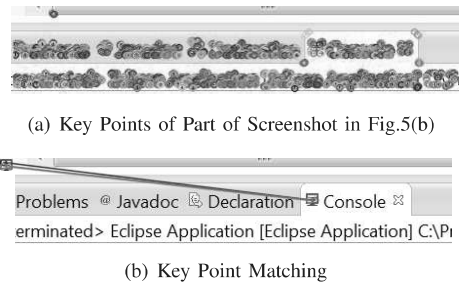 (a) Key Points of Part of Screenshot in Fig.5(b)
Problems @ Javadoc Declaration Console
erminated> Eclipse Application [Eclipse Application] C:\Pr
(b) Key Point Matching